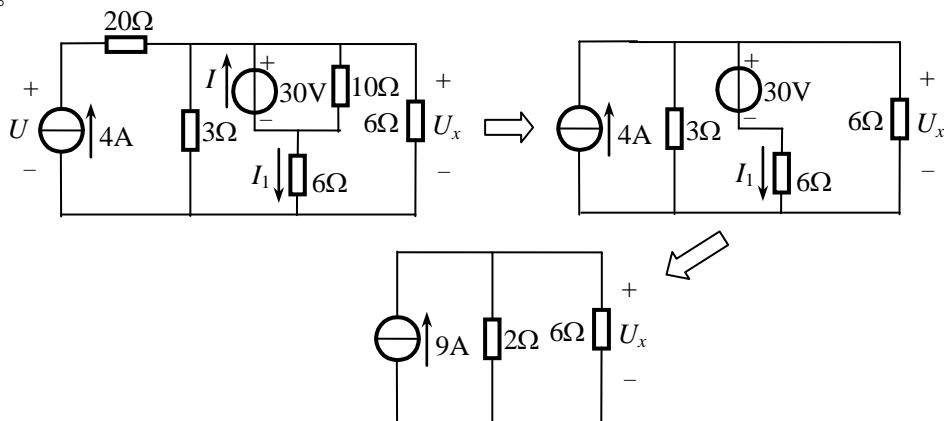 。
20Ω
+ I + 30V − 10Ω + 6Ω Uₓ −
U 4A 3Ω
− I₁ 6Ω
4A 3Ω + 30V − 6Ω + Uₓ −
I₁ 6Ω
9A 2Ω 6Ω + Uₓ −